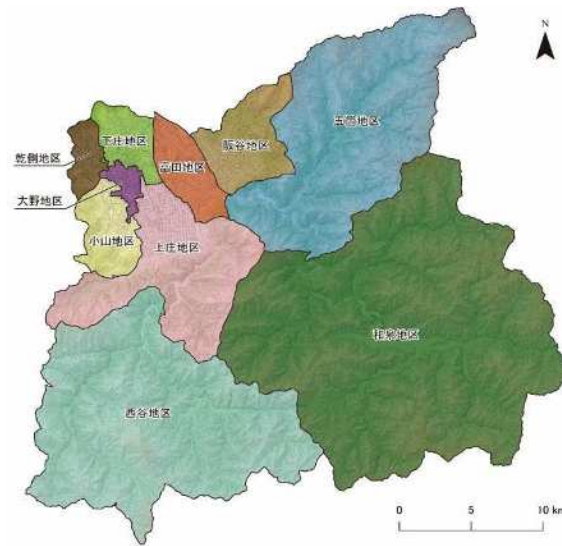 N
五箇地区
下庄地区
阪谷地区
乾側地区
富田地区
大野地区
小山地区
上庄地区
和泉地区
西谷地区
0 5 10 km